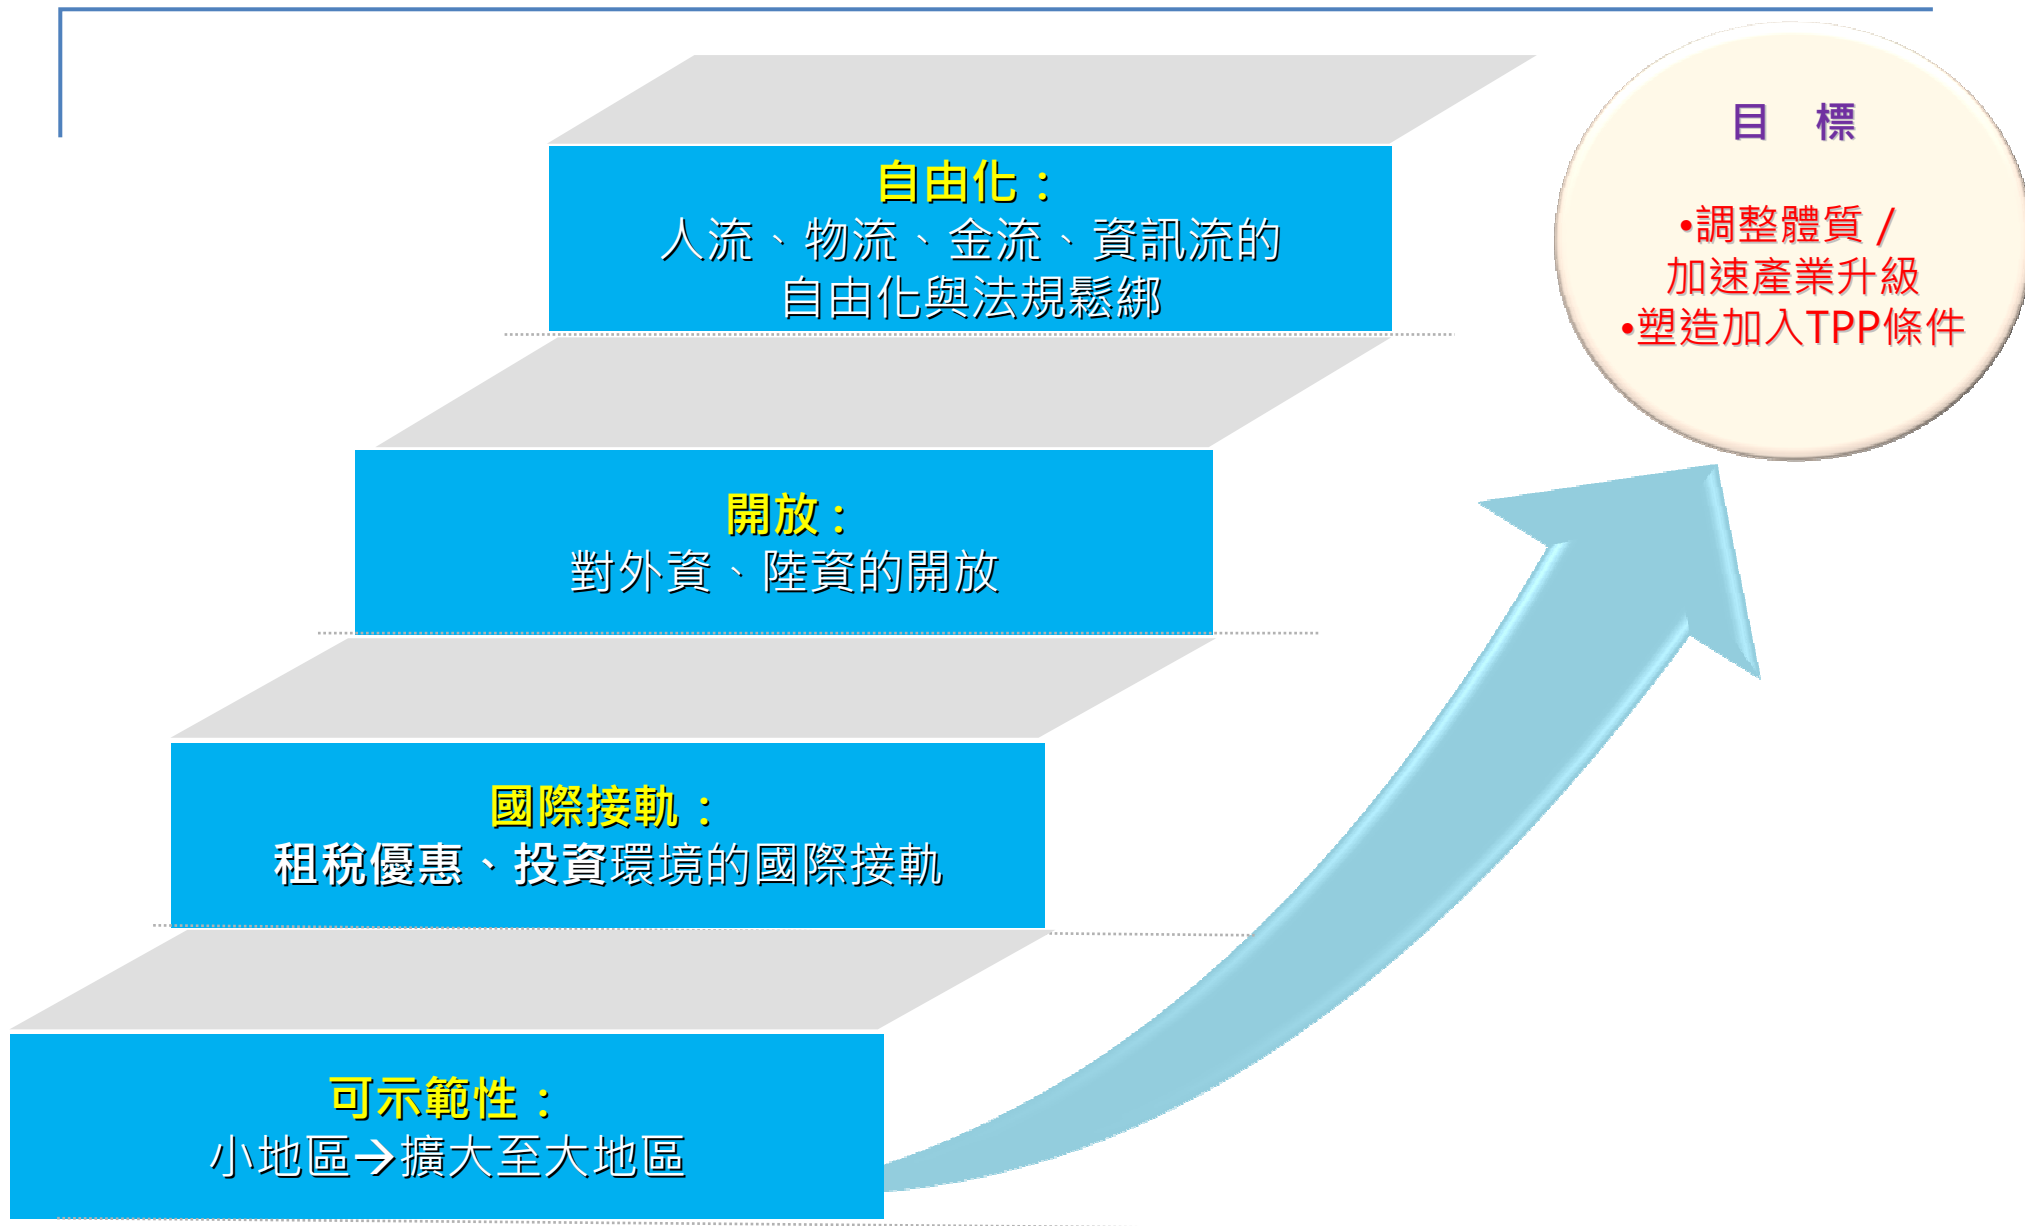 自由化：
人流、物流、金流、資訊流的
自由化與法規鬆綁
開放：
對外資、陸資的開放
國際接軌：
租稅優惠、投資環境的國際接軌
可示範性：
小地區→擴大至大地區
目　標
•調整體質／
加速產業升級
•塑造加入TPP條件